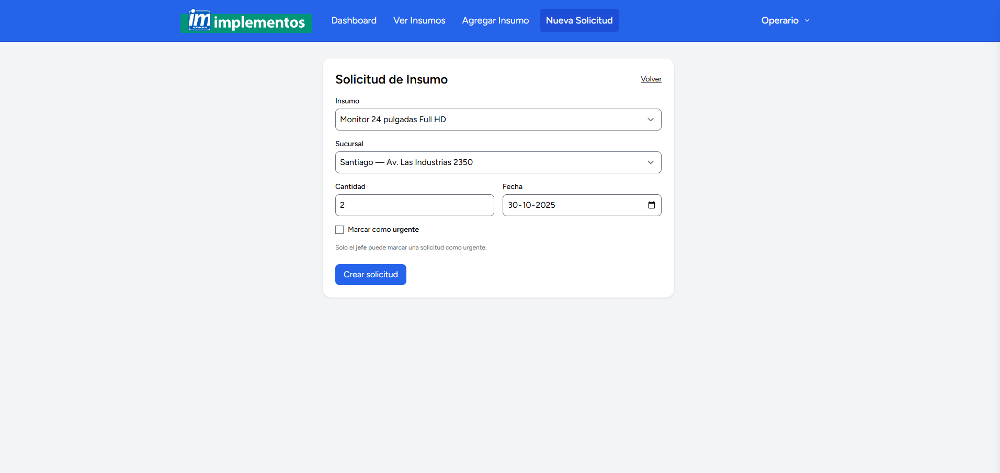 im EPYSA implementos Dashboard Ver Insumos Agregar Insumo Nueva Solicitud Operario
Solicitud de Insumo Volver
Insumo
Monitor 24 pulgadas Full HD
Sucursal
Santiago — Av. Las Industrias 2350
Cantidad Fecha
2 30-10-2025
Marcar como urgente
Solo el jefe puede marcar una solicitud como urgente.
Crear solicitud